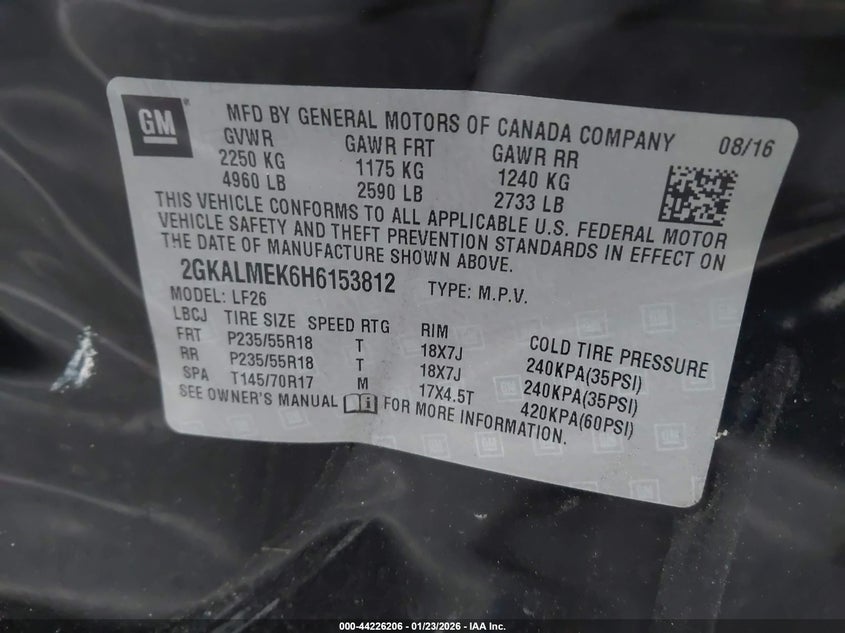 GM
MFD BY GENERAL MOTORS OF CANADA COMPANY 08/16
GVWR GAWR FRT GAWR RR
2250 KG 1175 KG 1240 KG
4960 LB 2590 LB 2733 LB
THIS VEHICLE CONFORMS TO ALL APPLICABLE U.S. FEDERAL MOTOR
VEHICLE SAFETY AND THEFT PREVENTION STANDARDS IN EFFECT ON
THE DATE OF MANUFACTURE SHOWN ABOVE.
2GKALMEK6H6153812 TYPE: M.P.V.
MODEL: LF26
LBCJ TIRE SIZE SPEED RTG RIM COLD TIRE PRESSURE
FRT P235/55R18 T 18X7J 240KPA(35PSI)
RR P235/55R18 T 18X7J 240KPA(35PSI)
SPA T145/70R17 M 17X4.5T 420KPA(60PSI)
SEE OWNER'S MANUAL i FOR MORE INFORMATION.
000-44226206 - 01/23/2026 - IAA Inc.